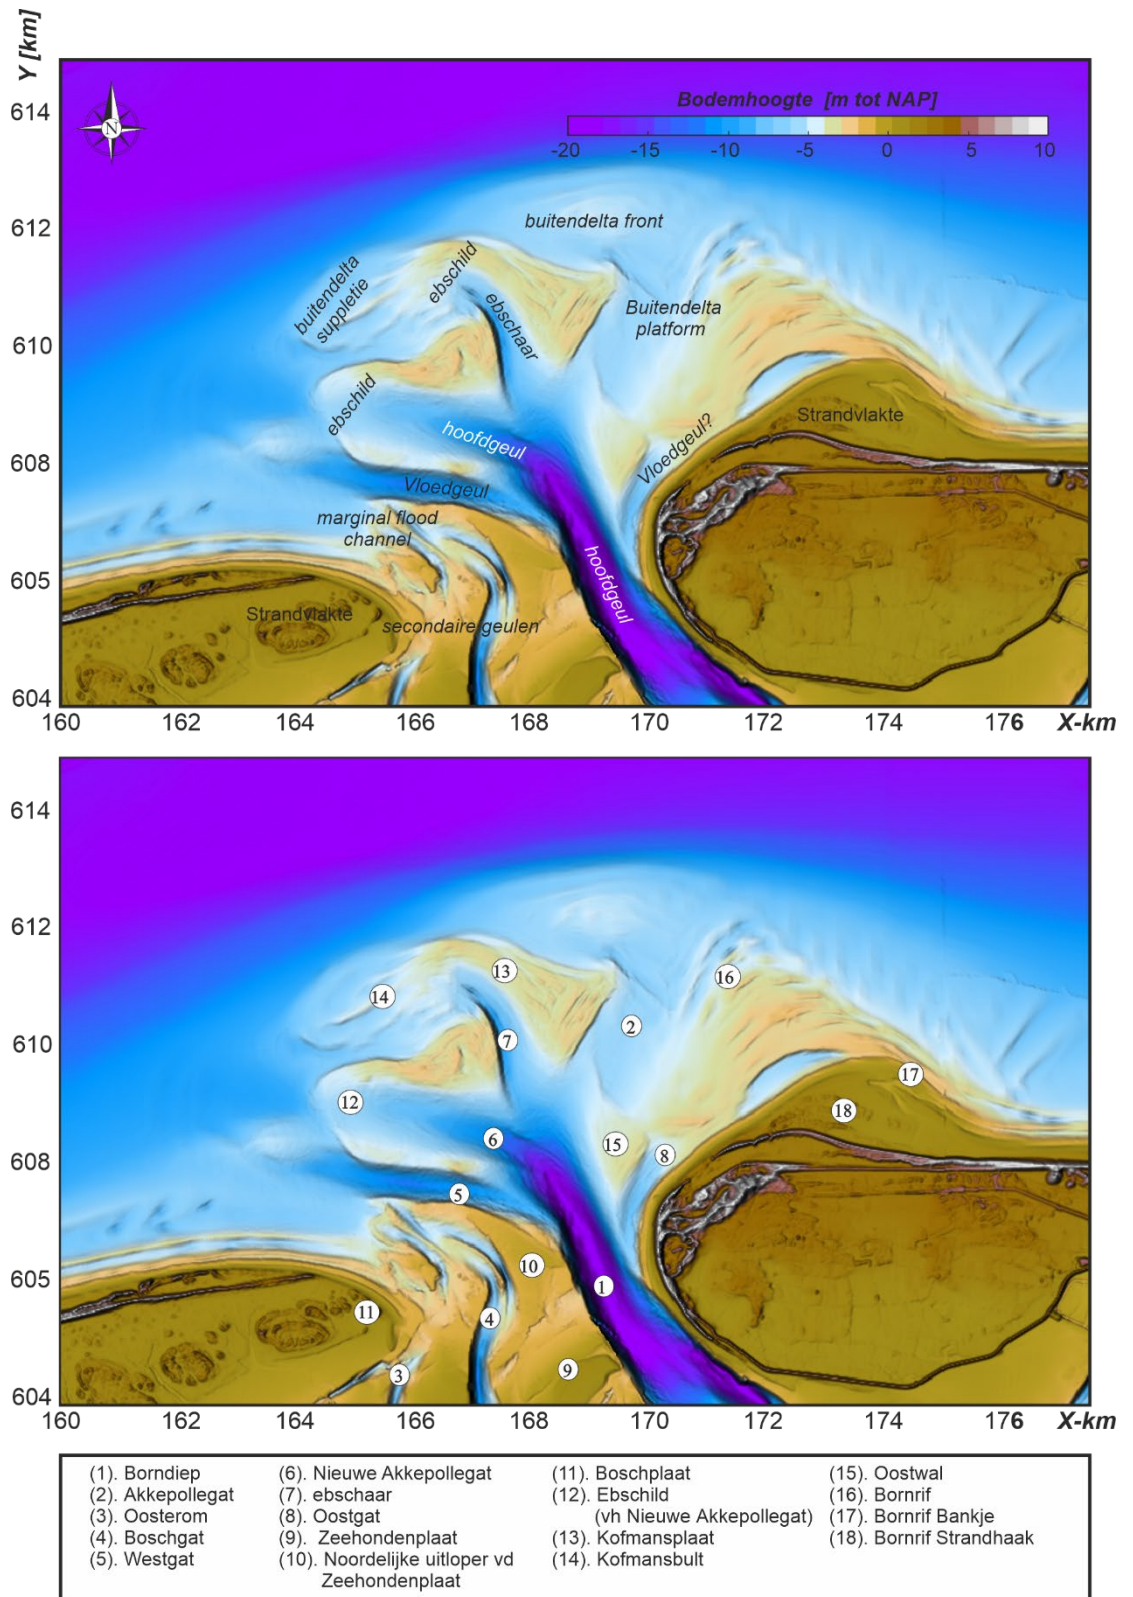 Y [km]
614
612
610
608
605
604
N
Bodemhoogte [m tot NAP]
-20 -15 -10 -5 0 5 10
buitendelta front
buitendelta
suppletie
ebschild
ebschaar
Buitendelta
platform
ebschild
hoofdgeul
Vloedgeul?
Strandvlakte
Vloedgeul
marginal flood
channel
hoofdgeul
Strandvlakte
secondaire geulen
160 162 164 166 168 170 172 174 176 X-km
614
612
610
608
605
604
13
16
14
2
7
17
12
18
6
15
8
5
10
1
11
4
9
3
160 162 164 166 168 170 172 174 176 X-km
(1). Borndiep
(2). Akkepollegat
(3). Oosterom
(4). Boschgat
(5). Westgat
(6). Nieuwe Akkepollegat
(7). ebschaar
(8). Oostgat
(9). Zeehondenplaat
(10). Noordelijke uitloper vd
Zeehondenplaat
(11). Boschplaat
(12). Ebschild
(vh Nieuwe Akkepollegat)
(13). Kofmansplaat
(14). Kofmansbult
(15). Oostwal
(16). Bornrif
(17). Bornrif Bankje
(18). Bornrif Strandhaak